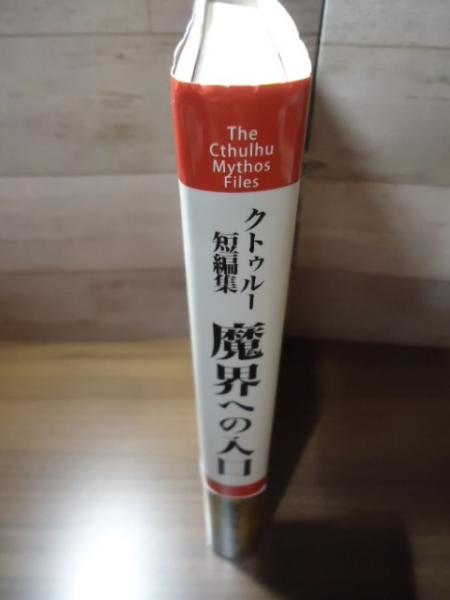 The
Cthulhu
Mythos
Files
クトゥルー
短編集
魔界への入口